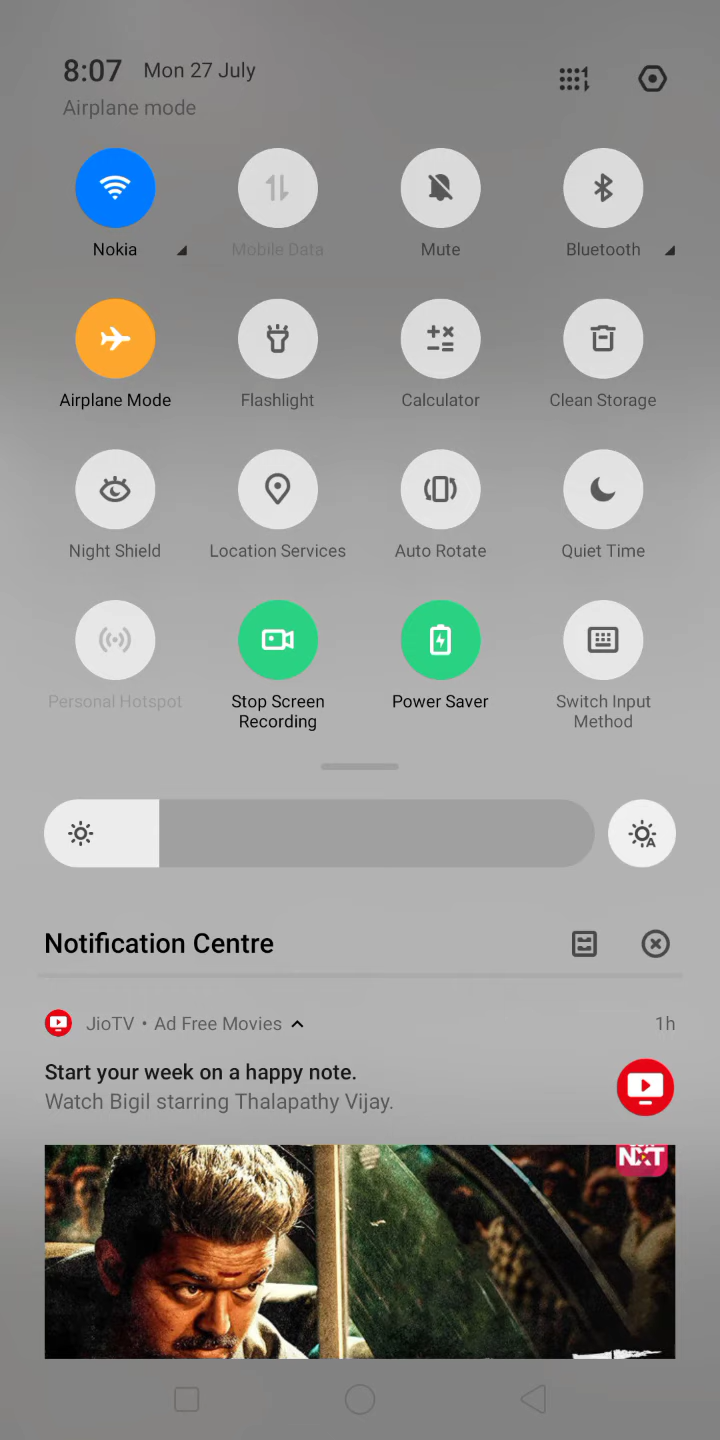 8:07 Mon 27 July
Airplane mode
Nokia Mobile Data Mute Bluetooth
Airplane Mode Flashlight Calculator Clean Storage
Night Shield Location Services Auto Rotate Quiet Time
Personal Hotspot Stop Screen Recording Power Saver Switch Input Method
Notification Centre
JioTV • Ad Free Movies 1h
Start your week on a happy note.
Watch Bigil starring Thalapathy Vijay.
NXT